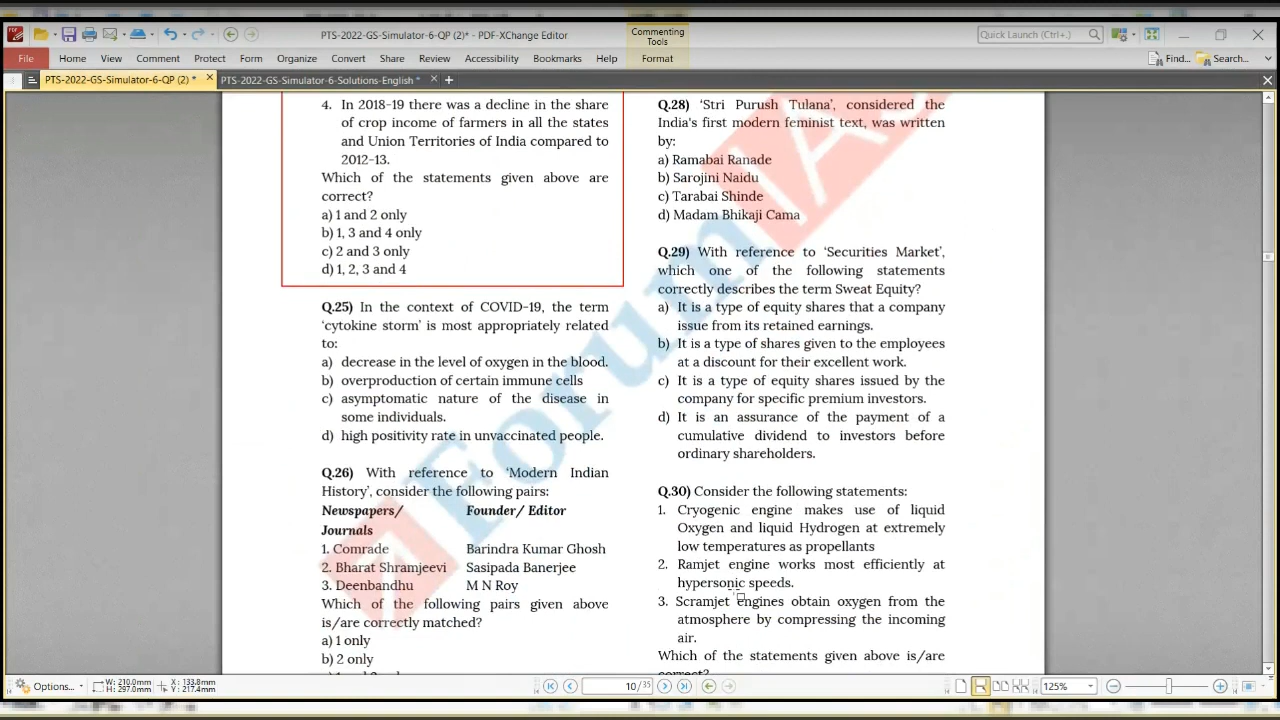 PTS-2022-GS-Simulator-6-QP (2)* - PDF-XChange Editor
Commenting Tools
Quick Launch (Ctrl+.)
File Home View Comment Protect Form Organize Convert Share Review Accessibility Bookmarks Help Format Find... Search...
PTS-2022-GS-Simulator-6-QP (2) *
PTS-2022-GS-Simulator-6-Solutions-English *
4. In 2018-19 there was a decline in the share
of crop income of farmers in all the states
and Union Territories of India compared to
2012-13.
Which of the statements given above are
correct?
a) 1 and 2 only
b) 1, 3 and 4 only
c) 2 and 3 only
d) 1, 2, 3 and 4
Q.25) In the context of COVID-19, the term
‘cytokine storm’ is most appropriately related
to:
a) decrease in the level of oxygen in the blood.
b) overproduction of certain immune cells
c) asymptomatic nature of the disease in
some individuals.
d) high positivity rate in unvaccinated people.
Q.26) With reference to ‘Modern Indian
History’, consider the following pairs:
Newspapers/ Founder/ Editor
Journals
1. Comrade Barindra Kumar Ghosh
2. Bharat Shramjeevi Sasipada Banerjee
3. Deenbandhu M N Roy
Which of the following pairs given above
is/are correctly matched?
a) 1 only
b) 2 only
Q.28) ‘Stri Purush Tulana’, considered the
India's first modern feminist text, was written
by:
a) Ramabai Ranade
b) Sarojini Naidu
c) Tarabai Shinde
d) Madam Bhikaji Cama
Q.29) With reference to ‘Securities Market’,
which one of the following statements
correctly describes the term Sweat Equity?
a) It is a type of equity shares that a company
issue from its retained earnings.
b) It is a type of shares given to the employees
at a discount for their excellent work.
c) It is a type of equity shares issued by the
company for specific premium investors.
d) It is an assurance of the payment of a
cumulative dividend to investors before
ordinary shareholders.
Q.30) Consider the following statements:
1. Cryogenic engine makes use of liquid
Oxygen and liquid Hydrogen at extremely
low temperatures as propellants
2. Ramjet engine works most efficiently at
hypersonic speeds.
3. Scramjet engines obtain oxygen from the
atmosphere by compressing the incoming
air.
Which of the statements given above is/are
correct?
ForumIA
Options...
W: 210.0mm
H: 297.0mm
X: 133.8mm
Y: 217.4mm
10 /35
125%